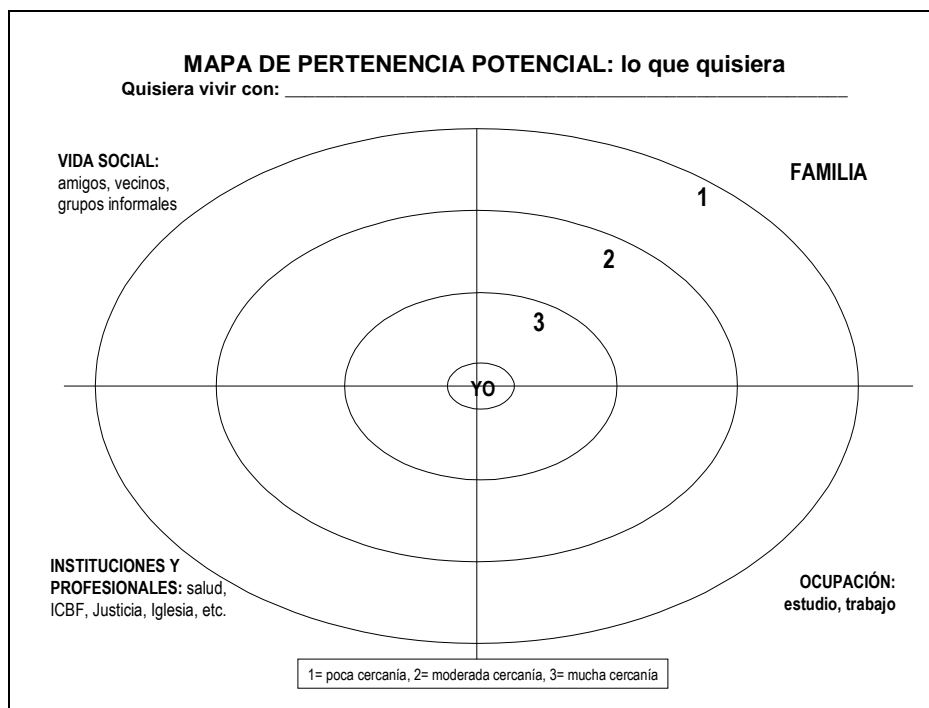 MAPA DE PERTENENCIA POTENCIAL: lo que quisiera
Quisiera vivir con: ________________________________________________________
VIDA SOCIAL:
amigos, vecinos,
grupos informales
FAMILIA
1
2
3
YO
INSTITUCIONES Y
PROFESIONALES: salud,
ICBF, Justicia, Iglesia, etc.
OCUPACIÓN:
estudio, trabajo
1= poca cercanía, 2= moderada cercanía, 3= mucha cercanía